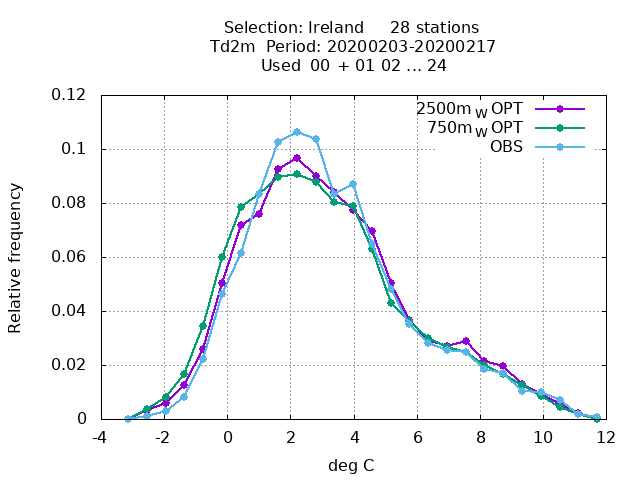 Selection: Ireland 28 stations
Td2m Period: 20200203-20200217
Used 00 + 01 02 ... 24
2500m_W OPT
750m_W OPT
OBS
0.12
0.1
0.08
0.06
0.04
0.02
0
Relative frequency
-4 -2 0 2 4 6 8 10 12
deg C